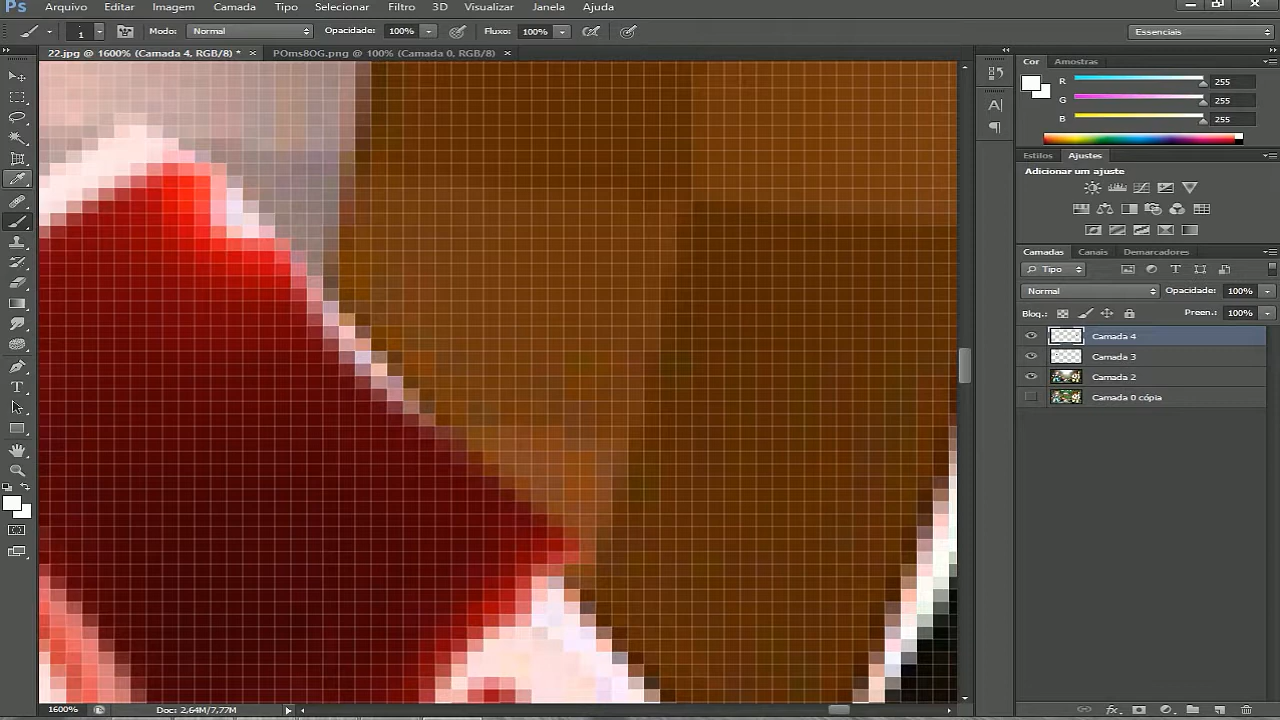 Ps Arquivo Editar Imagem Camada Tipo Selecionar Filtro 3D Visualizar Janela Ajuda
1 Modo: Normal Opacidade: 100% Fluxo: 100% Essenciais
22.jpg @ 1600% (Camada 4, RGB/8) * × POms8OG.png @ 100% (Camada 0, RGB/8) ×
Cor Amostras
R 255
G 255
B 255
Estilos Ajustes
Adicionar um ajuste
Camadas Canais Demarcadores
Tipo
Normal Opacidade: 100%
Bloq.: Preen.: 100%
Camada 4
Camada 3
Camada 2
Camada 0 cópia
1600% Doc: 2,64M/7,77M